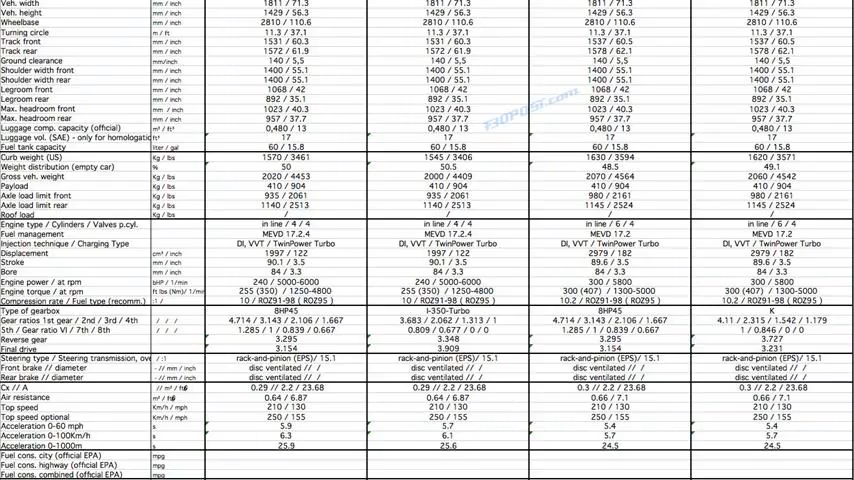 Veh. width mm / inch 1811 / 71.3 1811 / 71.3 1811 / 71.3 1811 / 71.3
Veh. height mm / inch 1429 / 56.3 1429 / 56.3 1429 / 56.3 1429 / 56.3
Wheelbase mm / inch 2810 / 110.6 2810 / 110.6 2810 / 110.6 2810 / 110.6
Turning circle m / ft 11.3 / 37.1 11.3 / 37.1 11.3 / 37.1 11.3 / 37.1
Track front mm / inch 1531 / 60.3 1531 / 60.3 1537 / 60.5 1537 / 60.5
Track rear mm / inch 1572 / 61.9 1572 / 61.9 1578 / 62.1 1578 / 62.1
Ground clearance mm/inch 140 / 5,5 140 / 5,5 140 / 5,5 140 / 5,5
Shoulder width front mm / inch 1400 / 55.1 1400 / 55.1 1400 / 55.1 1400 / 55.1
Shoulder width rear mm / inch 1400 / 55.1 1400 / 55.1 1400 / 55.1 1400 / 55.1
Legroom front mm / inch 1068 / 42 1068 / 42 1068 / 42 1068 / 42
Legroom rear mm / inch 892 / 35.1 892 / 35.1 892 / 35.1 892 / 35.1
Max. headroom front mm / inch 1023 / 40.3 1023 / 40.3 1023 / 40.3 1023 / 40.3
Max. headroom rear mm / inch 957 / 37.7 957 / 37.7 957 / 37.7 957 / 37.7
F30POST.com
Luggage comp. capacity (official) m³ / ft³ 0,480 / 13 0,480 / 13 0,480 / 13 0,480 / 13
Luggage vol. (SAE) - only for homologatic ft³ 17 17 17 17
Fuel tank capacity liter / gal 60 / 15.8 60 / 15.8 60 / 15.8 60 / 15.8
Curb weight (US) Kg / lbs 1570 / 3461 1545 / 3406 1630 / 3594 1620 / 3571
Weight distribution (empty car) % 50 50.5 48.5 49.1
Gross veh. weight Kg / lbs 2020 / 4453 2000 / 4409 2070 / 4564 2060 / 4542
Payload Kg / lbs 410 / 904 410 / 904 410 / 904 410 / 904
Axle load limit front Kg / lbs 935 / 2061 935 / 2061 980 / 2161 980 / 2161
Axle load limit rear Kg / lbs 1140 / 2513 1140 / 2513 1145 / 2524 1145 / 2524
Roof load Kg / lbs / / / /
Engine type / Cylinders / Valves p.cyl. in line / 4 / 4 I-line / 4 / 4 in line / 6 / 4 in line / 6 / 4
Fuel management MEVD 17.2.4 MEVD 17.2.4 MEVD 17.2 MEVD 17.2
Injection technique / Charging Type DI, VVT / TwinPower Turbo DI, VVT / TwinPower Turbo DI, VVT / TwinPower Turbo DI, VVT / TwinPower Turbo
Displacement cm³ / inch 1997 / 122 1997 / 122 2979 / 182 2979 / 182
Stroke mm / inch 90.1 / 3.5 90.1 / 3.5 89.6 / 3.5 89.6 / 3.5
Bore mm / inch 84 / 3.3 84 / 3.3 84 / 3.3 84 / 3.3
Engine power / at rpm bHP / 1/min 240 / 5000-6000 240 / 5000-6000 300 / 5800 300 / 5800
Engine torque / at rpm ft lbs (Nm)/ 1/min 255 (350) / 1250-4800 255 (350) / 1250-4800 300 (407) / 1300-5000 300 (407) / 1300-5000
Compression rate / Fuel type (recomm.) :1 / 10 / ROZ91-98 ( ROZ95 ) 10 / ROZ91-98 ( ROZ95 ) 10.2 / ROZ91-98 ( ROZ95 ) 10.2 / ROZ91-98 ( ROZ95 )
Type of gearbox 8HP45 I-350-Turbo 8HP45 K
Gear ratios 1st gear / 2nd / 3rd / 4th / / / 4.714 / 3.143 / 2.106 / 1.667 3.683 / 2.062 / 1.313 / 1 4.714 / 3.143 / 2.106 / 1.667 4.11 / 2.315 / 1.542 / 1.179
5th / Gear ratio VI / 7th / 8th / / / 1.285 / 1 / 0.839 / 0.667 0.809 / 0.677 / 0 / 0 1.285 / 1 / 0.839 / 0.667 1 / 0.846 / 0 / 0
Reverse gear 3.295 3.348 3.295 3.727
Final drive 3.154 3.909 3.154 3.231
Steering type / Steering transmission, ove / :1 rack-and-pinion (EPS)/ 15.1 rack-and-pinion (EPS)/ 15.1 rack-and-pinion (EPS)/ 15.1 rack-and-pinion (EPS)/ 15.1
Front brake // diameter - // mm / inch disc ventilated // / disc ventilated // / disc ventilated // / disc ventilated // /
Rear brake // diameter - // mm / inch disc ventilated // / disc ventilated // / disc ventilated // / disc ventilated // /
Cx // A // m² / ft² 0.29 // 2.2 / 23.68 0.29 // 2.2 / 23.68 0.3 // 2.2 / 23.68 0.3 // 2.2 / 23.68
Air resistance m² / ft² 0.64 / 6.87 0.64 / 6.87 0.66 / 7.1 0.66 / 7.1
Top speed Km/h / mph 210 / 130 210 / 130 210 / 130 210 / 130
Top speed optional Km/h / mph 250 / 155 250 / 155 250 / 155 250 / 155
Acceleration 0-60 mph s 5.9 5.7 5.4 5.4
Acceleration 0-100Km/h s 6.3 6.1 5.7 5.7
Acceleration 0-1000m s 25.9 25.6 24.5 24.5
Fuel cons. city (official EPA) mpg
Fuel cons. highway (official EPA) mpg
Fuel cons. combined (official EPA) mpg